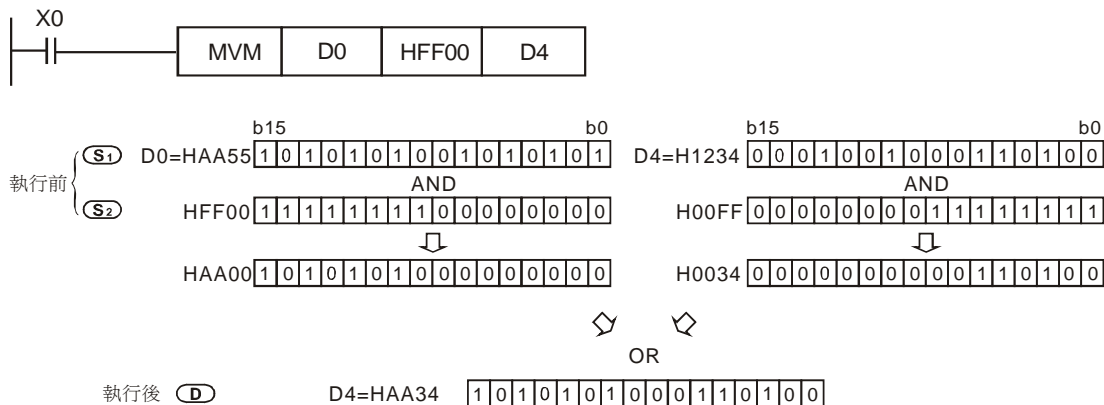 X0
MVM D0 HFF00 D4
b15 b0 b15 b0
執行前 S1 D0=HAA55 1 0 1 0 1 0 1 0 0 1 0 1 0 1 0 1 D4=H1234 0 0 0 1 0 0 1 0 0 0 1 1 0 1 0 0
AND AND
S2 HFF00 1 1 1 1 1 1 1 1 0 0 0 0 0 0 0 0 H00FF 0 0 0 0 0 0 0 0 1 1 1 1 1 1 1 1
HAA00 1 0 1 0 1 0 1 0 0 0 0 0 0 0 0 0 H0034 0 0 0 0 0 0 0 0 0 0 1 1 0 1 0 0
OR
執行後 D D4=HAA34 1 0 1 0 1 0 1 0 0 0 1 1 0 1 0 0